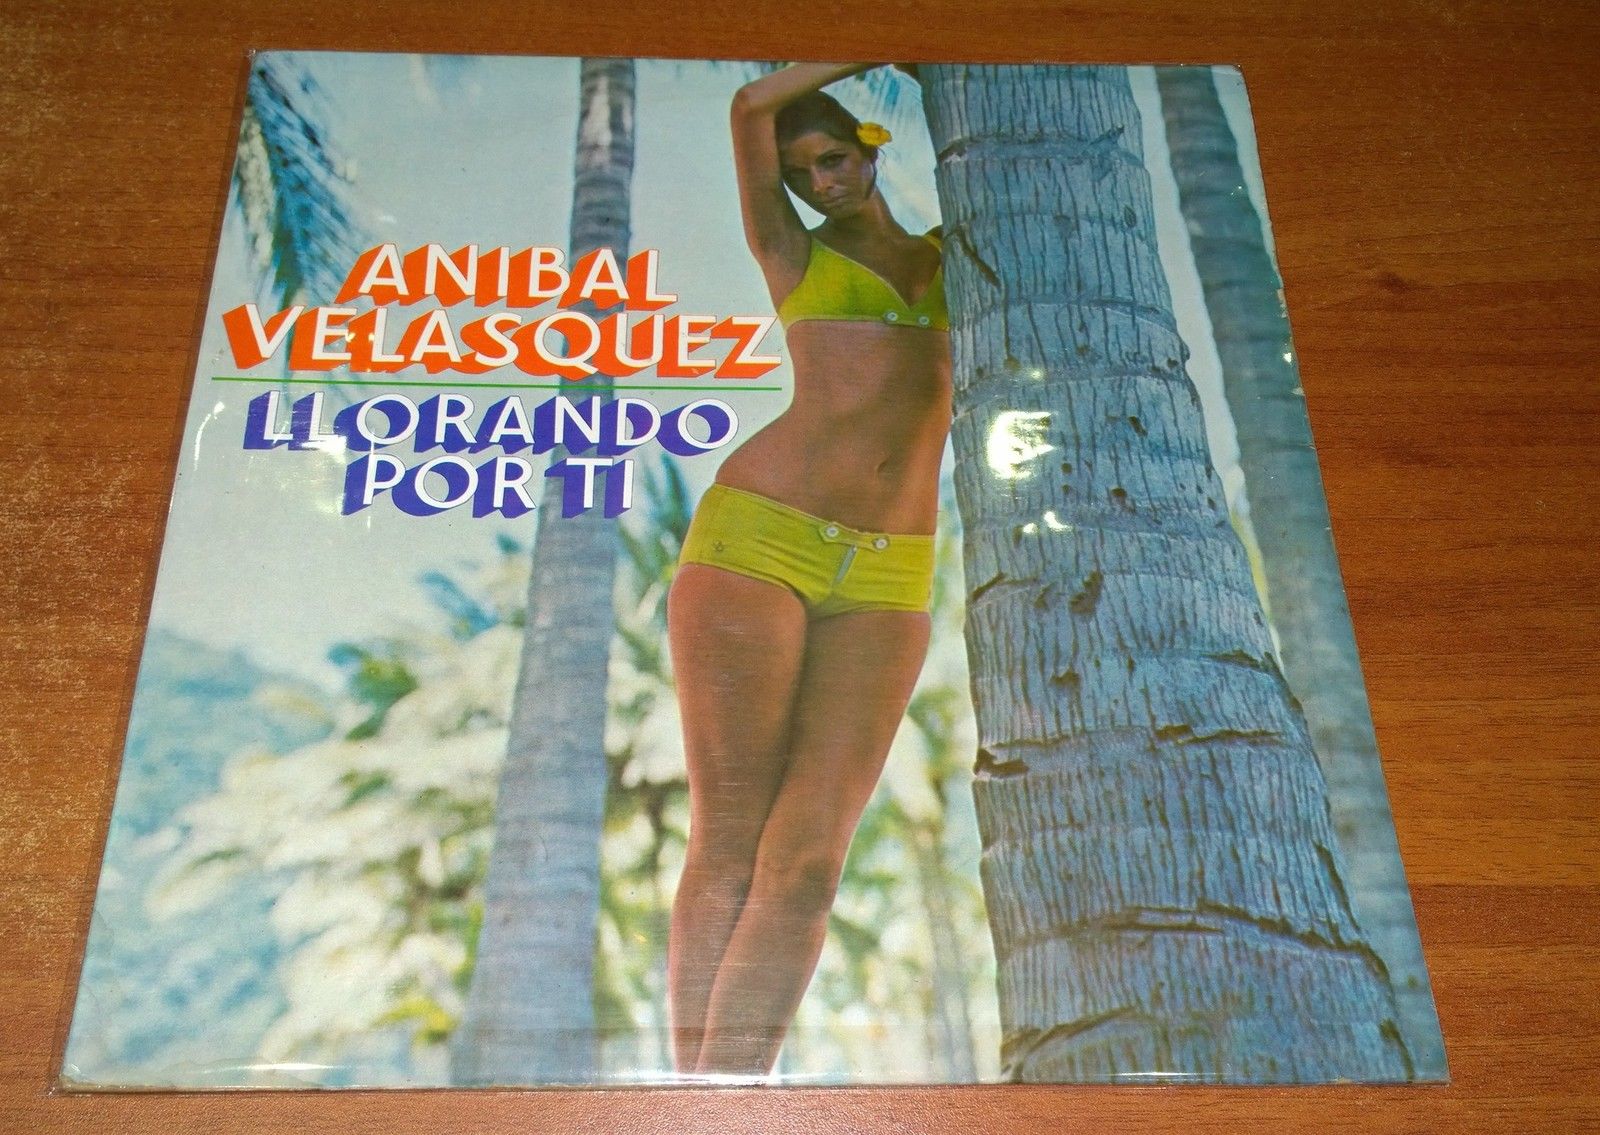 ANIBAL
VELASQUEZ
LLORANDO
POR TI